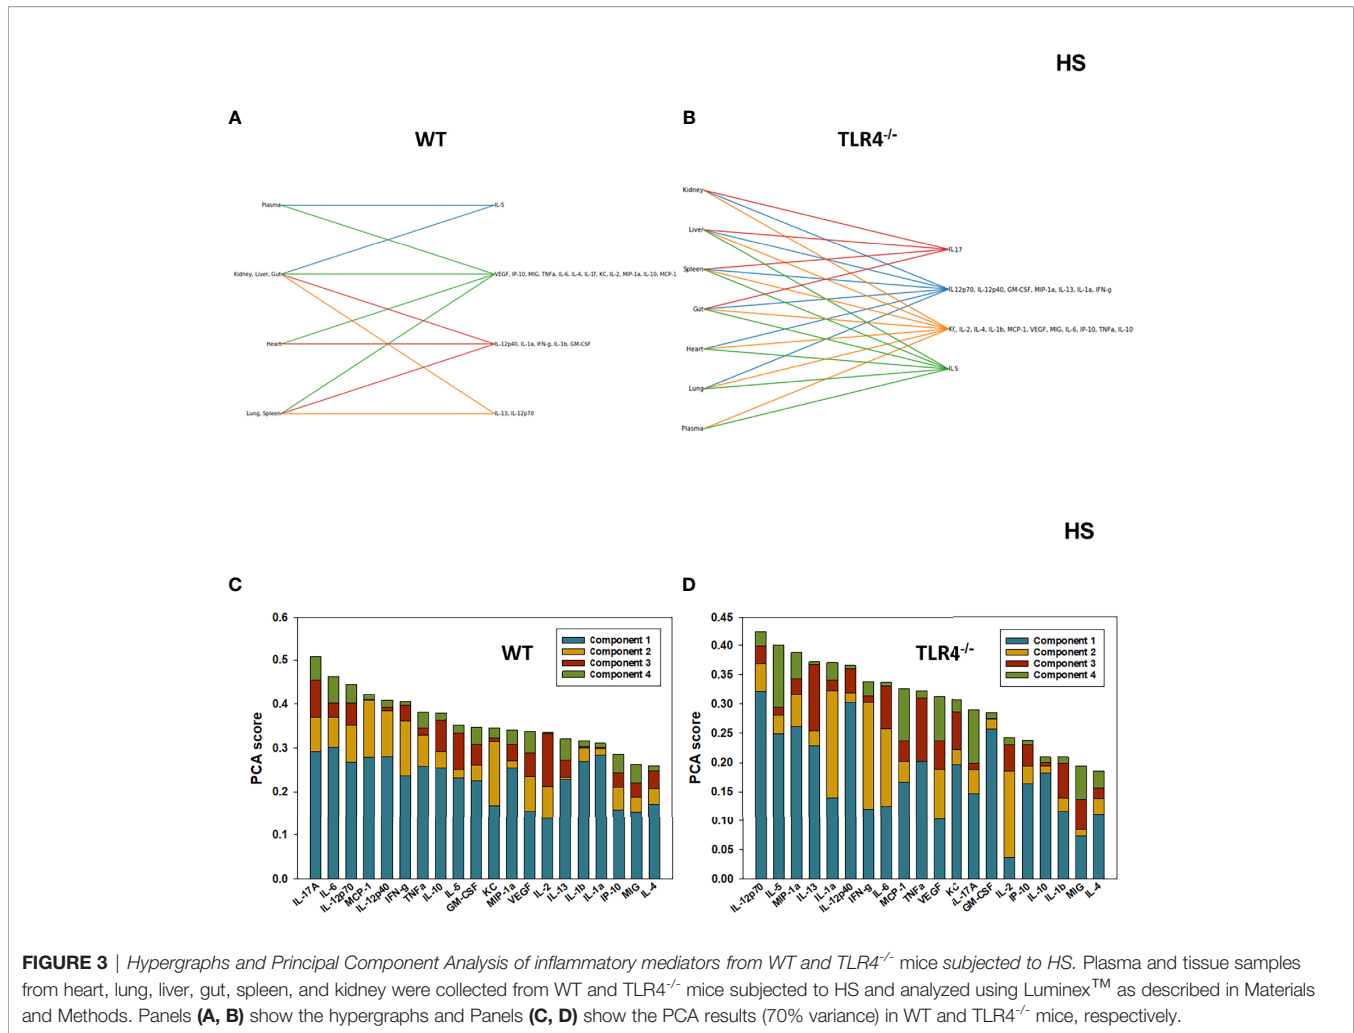 HS
A
WT
Plasma
IL-5
Kidney, Liver, Gut
VEGF, IP-10, MIG, TNFa, IL-6, IL-4, IL-17, KC, IL-2, MIP-1a, IL-10, MCP-1
Heart
IL-12p40, IL-1a, IFN-g, IL-1b, GM-CSF
Lung, Spleen
IL-13, IL-12p70
B
TLR4-/-
Kidney
Liver
Spleen
Gut
Heart
Lung
Plasma
IL17
IL12p70, IL-12p40, GM-CSF, MIP-1a, IL-13, IL-1a, IFN-g
KC, IL-2, IL-4, IL-1b, MCP-1, VEGF, MIG, IL-6, IP-10, TNFa, IL-10
IL5
HS
C
WT
PCA score
0.6
0.5
0.4
0.3
0.2
0.1
0.0
Component 1
Component 2
Component 3
Component 4
IL-17A
IL-6
IL-12p70
MCP-1
IL-12p40
IFN-g
TNFa
IL-10
IL-5
GM-CSF
KC
MIP-1a
VEGF
IL-2
IL-13
IL-1b
IL-1a
IP-10
MIG
IL-4
D
TLR4-/-
PCA score
0.45
0.40
0.35
0.30
0.25
0.20
0.15
0.10
0.05
0.00
Component 1
Component 2
Component 3
Component 4
IL-12p70
IL-5
MIP-1a
IL-13
IL-1a
IL-12p40
IFN-g
IL-6
MCP-1
TNFa
VEGF
KC
IL-17A
GM-CSF
IL-2
IP-10
IL-10
IL-1b
MIG
IL-4
FIGURE 3 | Hypergraphs and Principal Component Analysis of inflammatory mediators from WT and TLR4-/- mice subjected to HS. Plasma and tissue samples
from heart, lung, liver, gut, spleen, and kidney were collected from WT and TLR4-/- mice subjected to HS and analyzed using Luminex™ as described in Materials
and Methods. Panels (A, B) show the hypergraphs and Panels (C, D) show the PCA results (70% variance) in WT and TLR4-/- mice, respectively.